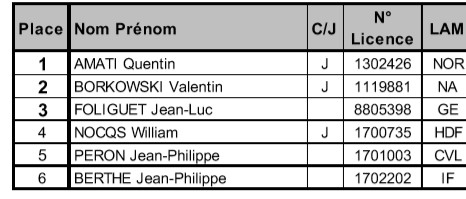 Place Nom Prénom C/J N° Licence LAM
1 AMATI Quentin J 1302426 NOR
2 BORKOWSKI Valentin J 1119881 NA
3 FOLIGUET Jean-Luc 8805398 GE
4 NOCQS William J 1700735 HDF
5 PERON Jean-Philippe 1701003 CVL
6 BERTHE Jean-Philippe 1702202 IF